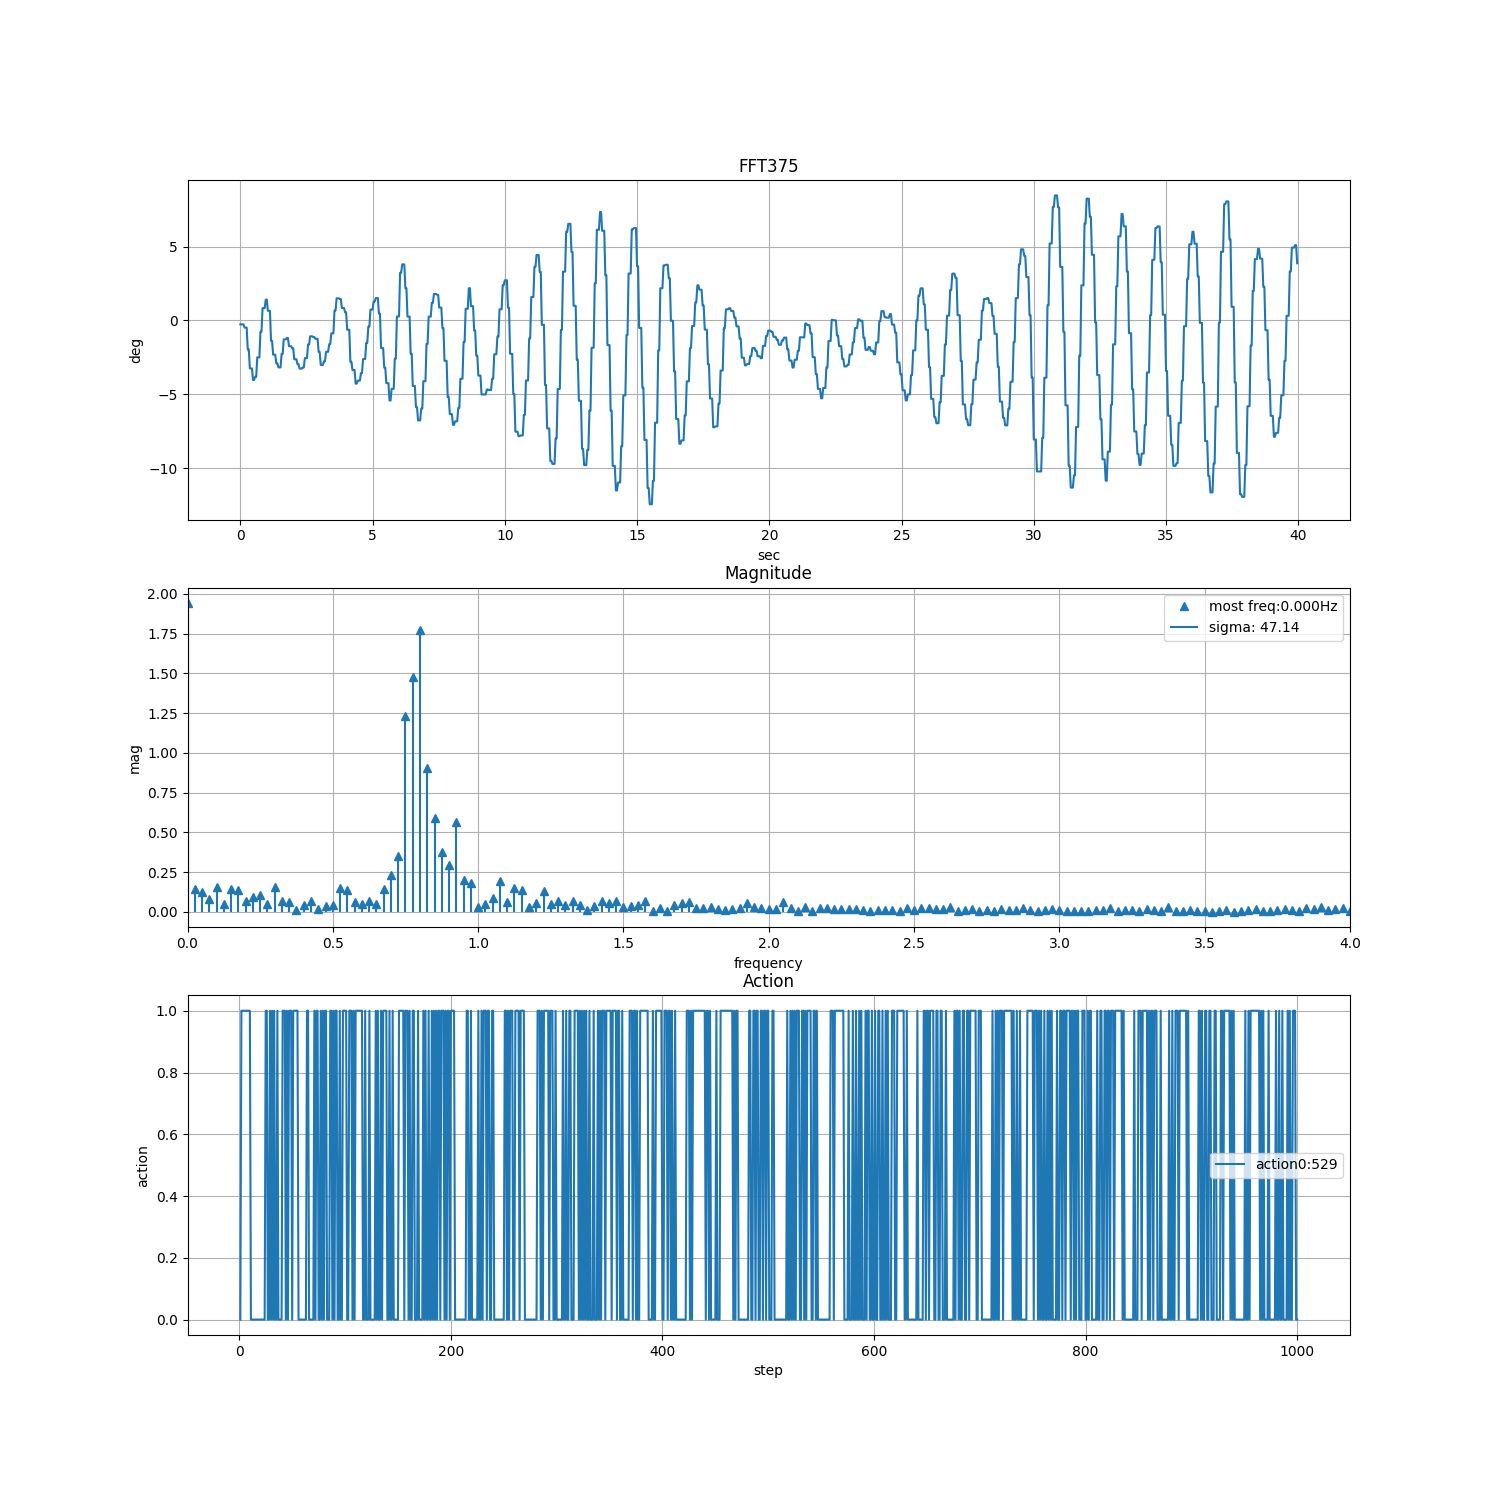 FFT375
5
0
−5
−10
deg
0 5 10 15 20 25 30 35 40
sec
Magnitude
2.00
1.75
1.50
1.25
1.00
0.75
0.50
0.25
0.00
mag
most freq:0.000Hz
sigma: 47.14
0.0 0.5 1.0 1.5 2.0 2.5 3.0 3.5 4.0
frequency
Action
1.0
0.8
0.6
0.4
0.2
0.0
action
action0:529
0 200 400 600 800 1000
step